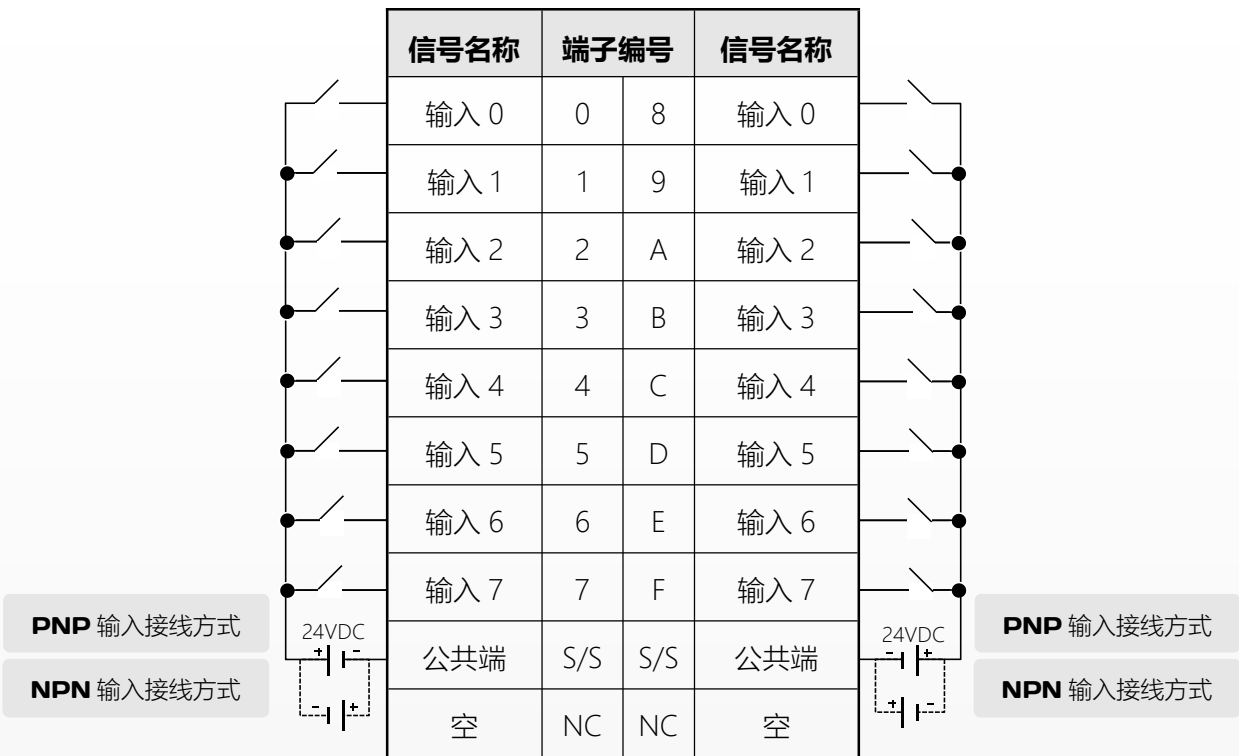 信号名称 端子编号 信号名称
输入 0 0 8 输入 0
输入 1 1 9 输入 1
输入 2 2 A 输入 2
输入 3 3 B 输入 3
输入 4 4 C 输入 4
输入 5 5 D 输入 5
输入 6 6 E 输入 6
输入 7 7 F 输入 7
PNP 输入接线方式 24VDC 24VDC PNP 输入接线方式
+ - 公共端 S/S S/S 公共端 - +
NPN 输入接线方式 NPN 输入接线方式
- + 空 NC NC 空 + -